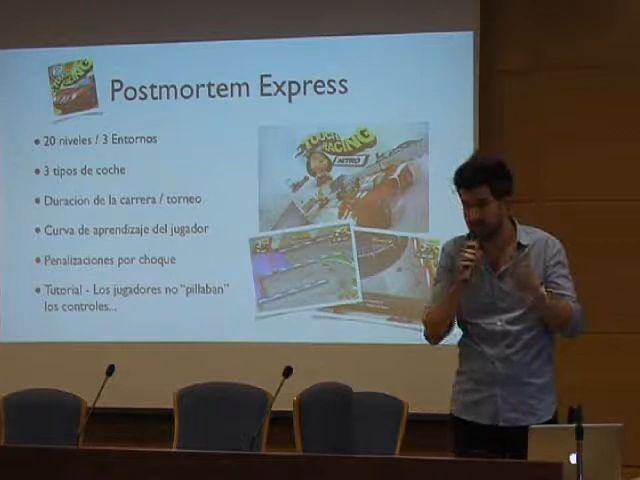 Postmortem Express
• 20 niveles / 3 Entornos
• 3 tipos de coche
• Duración de la carrera / torneo
• Curva de aprendizaje del jugador
• Penalizaciones por choque
• Tutorial - Los jugadores no "pillaban"
los controles...
TOUCH
RACING
NITRO